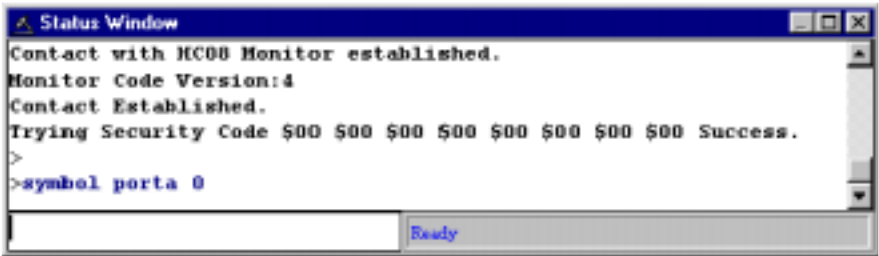 Status Window
Contact with HC08 Monitor established.
Monitor Code Version:4
Contact Established.
Trying Security Code $00 $00 $00 $00 $00 $00 $00 $00 Success.
>
>symbol porta 0
Ready